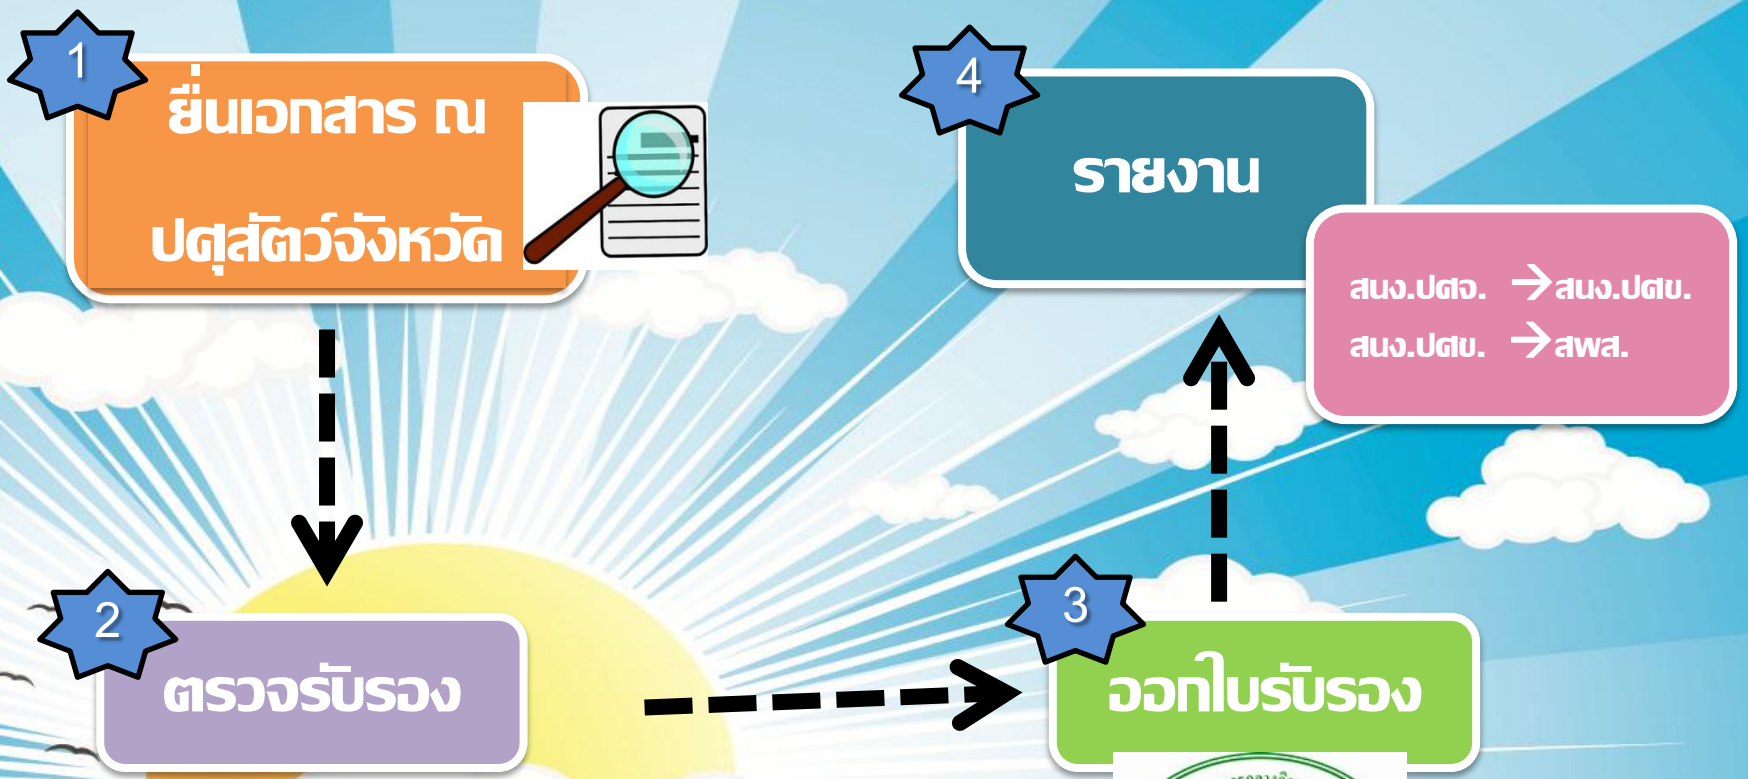 1
ยื่นเอกสาร ณ
ปศุสัตว์จังหวัด
2
ตรวจรับรอง
3
ออกใบรับรอง
4
รายงาน
สนง.ปศจ. →สนง.ปศข.
สนง.ปศข. →สพส.